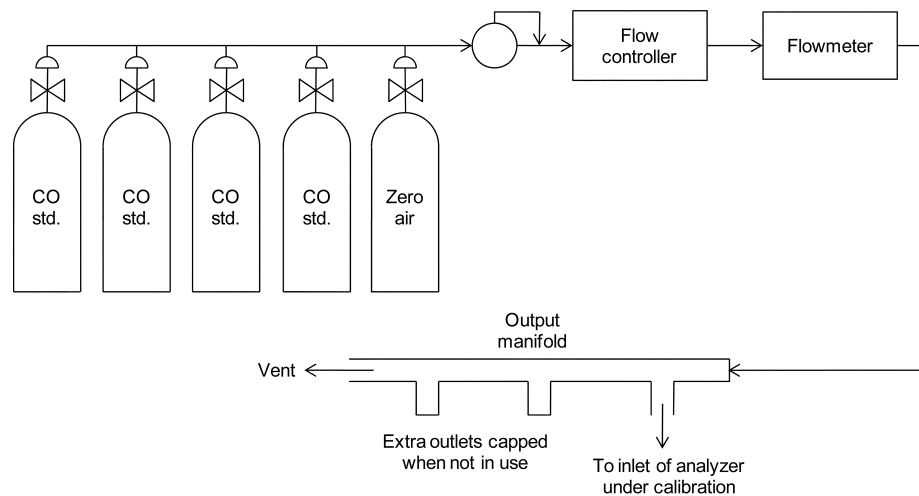 Flow
controller
Flowmeter
CO
std.
CO
std.
CO
std.
CO
std.
Zero
air
Output
manifold
Vent
Extra outlets capped
when not in use
To inlet of analyzer
under calibration